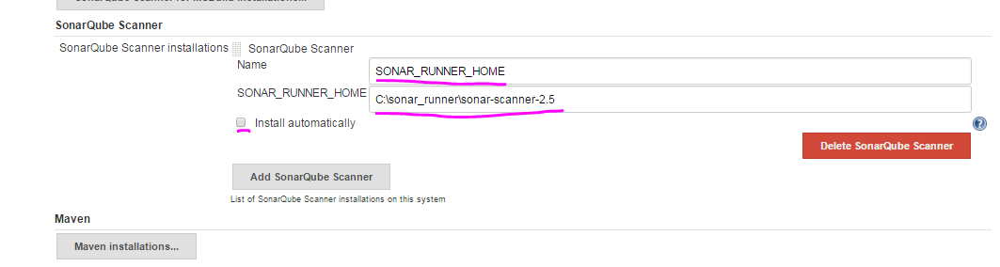 SonarQube Scanner
SonarQube Scanner installations
SonarQube Scanner
Name
SONAR_RUNNER_HOME
SONAR_RUNNER_HOME
C:\sonar_runner\sonar-scanner-2.5
Install automatically
Delete SonarQube Scanner
Add SonarQube Scanner
List of SonarQube Scanner installations on this system
Maven
Maven installations...